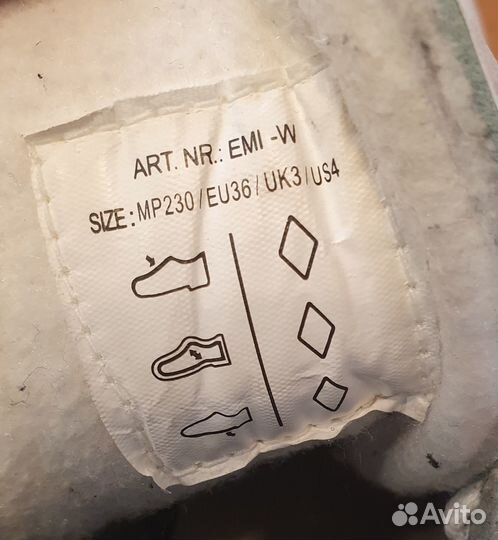 ART. NR.: EMI -W
SIZE: MP230 / EU36 / UK3 / US4
Avito